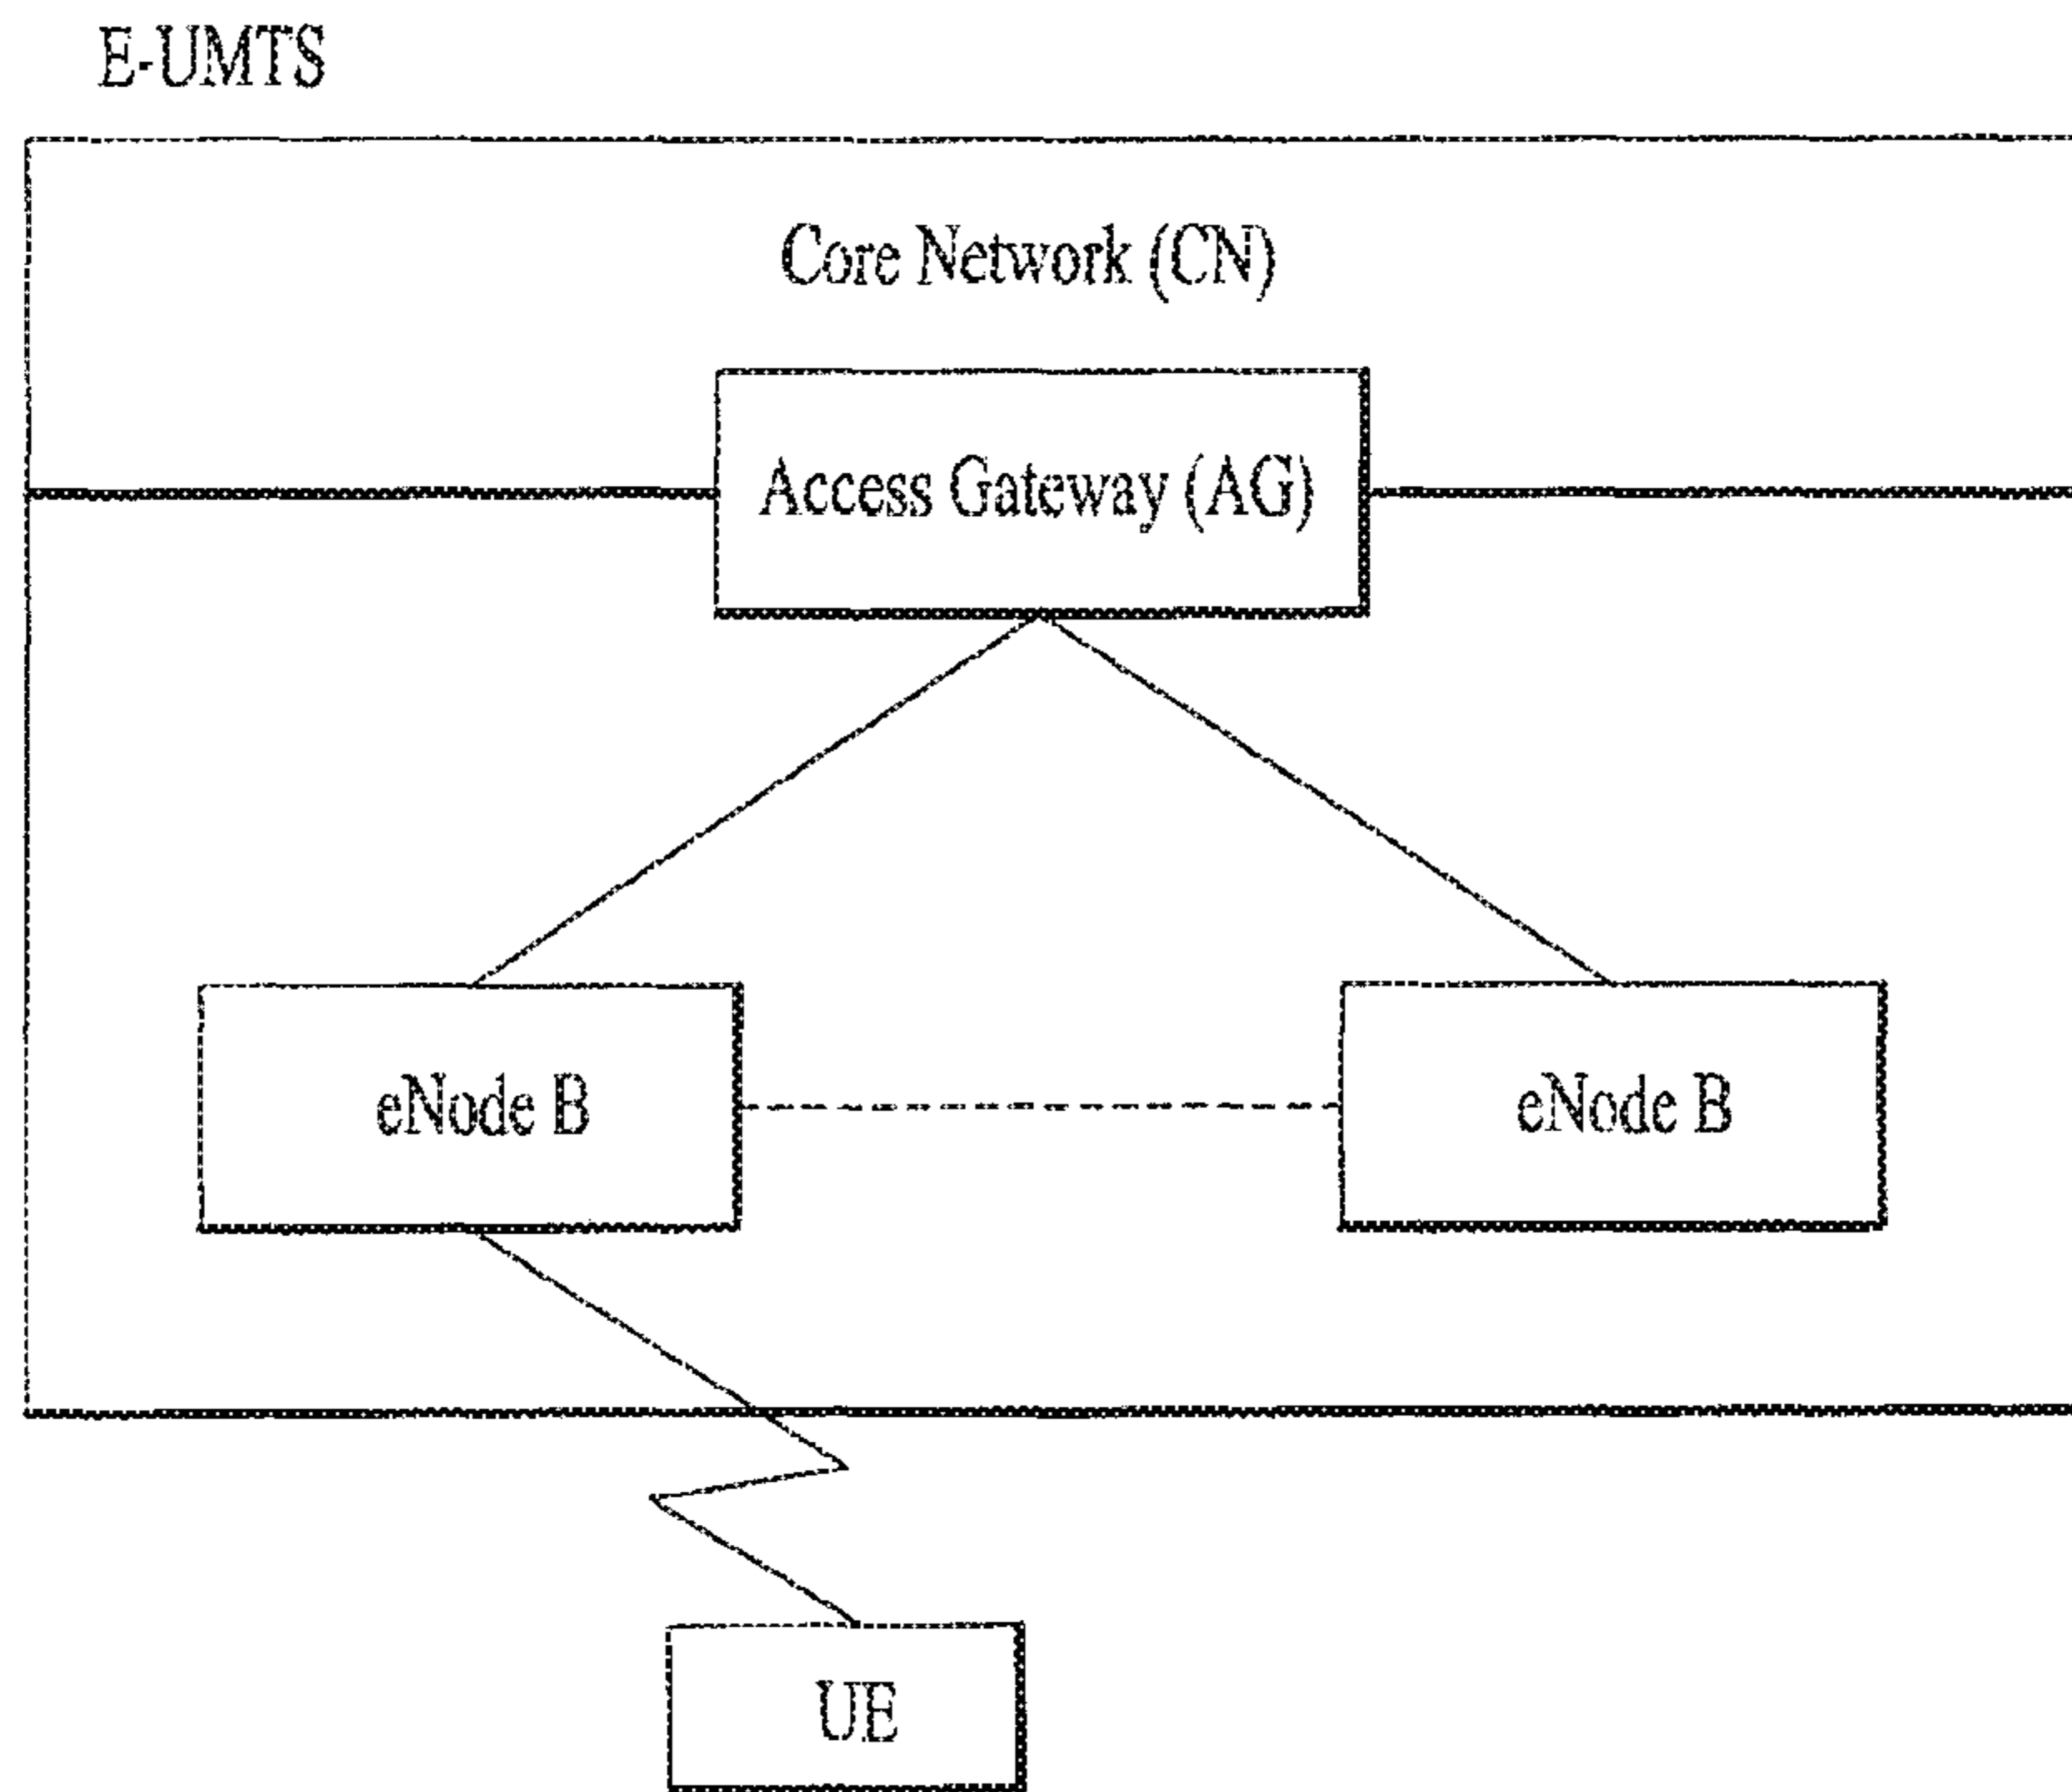 E-UMTS
Core Network (CN)
Access Gateway (AG)
eNode B
eNode B
UE